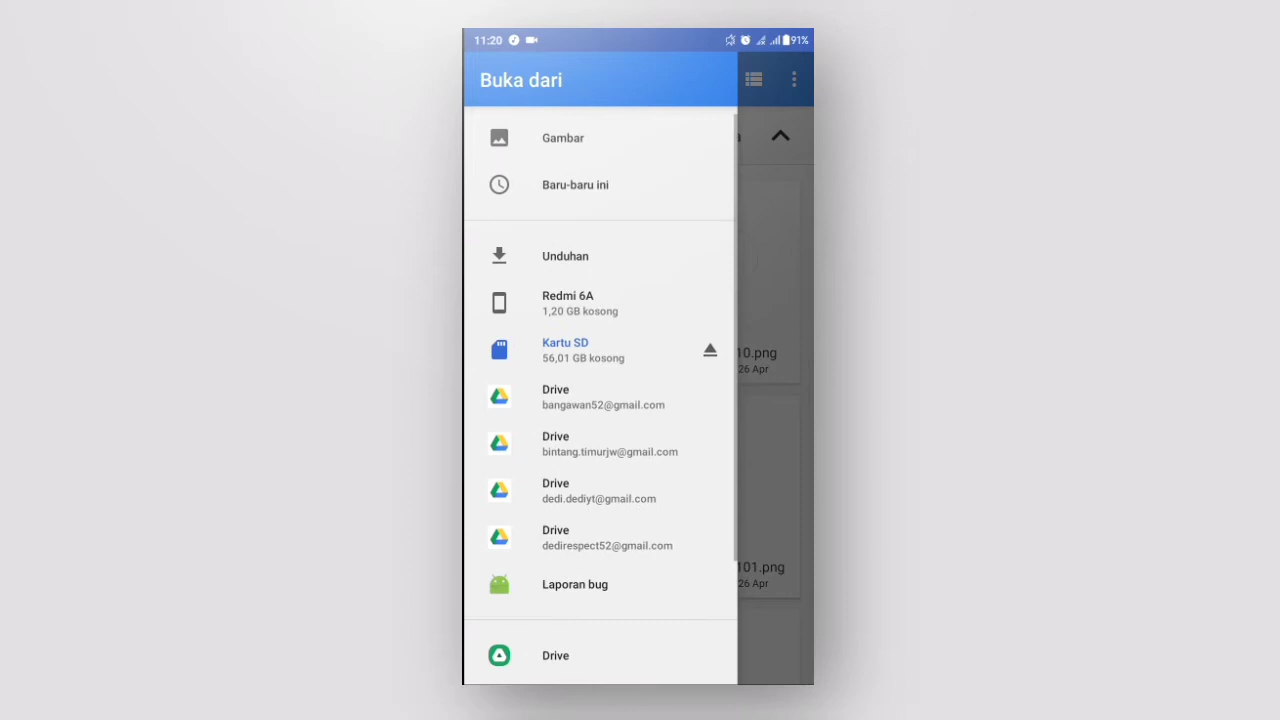 11:20
91%
Buka dari
Gambar
Baru-baru ini
Unduhan
Redmi 6A
1,20 GB kosong
Kartu SD
56,01 GB kosong
Drive
bangawan52@gmail.com
Drive
bintang.timurjw@gmail.com
Drive
dedi.dediyt@gmail.com
Drive
dedirespect52@gmail.com
Laporan bug
Drive
10.png
26 Apr
101.png
26 Apr